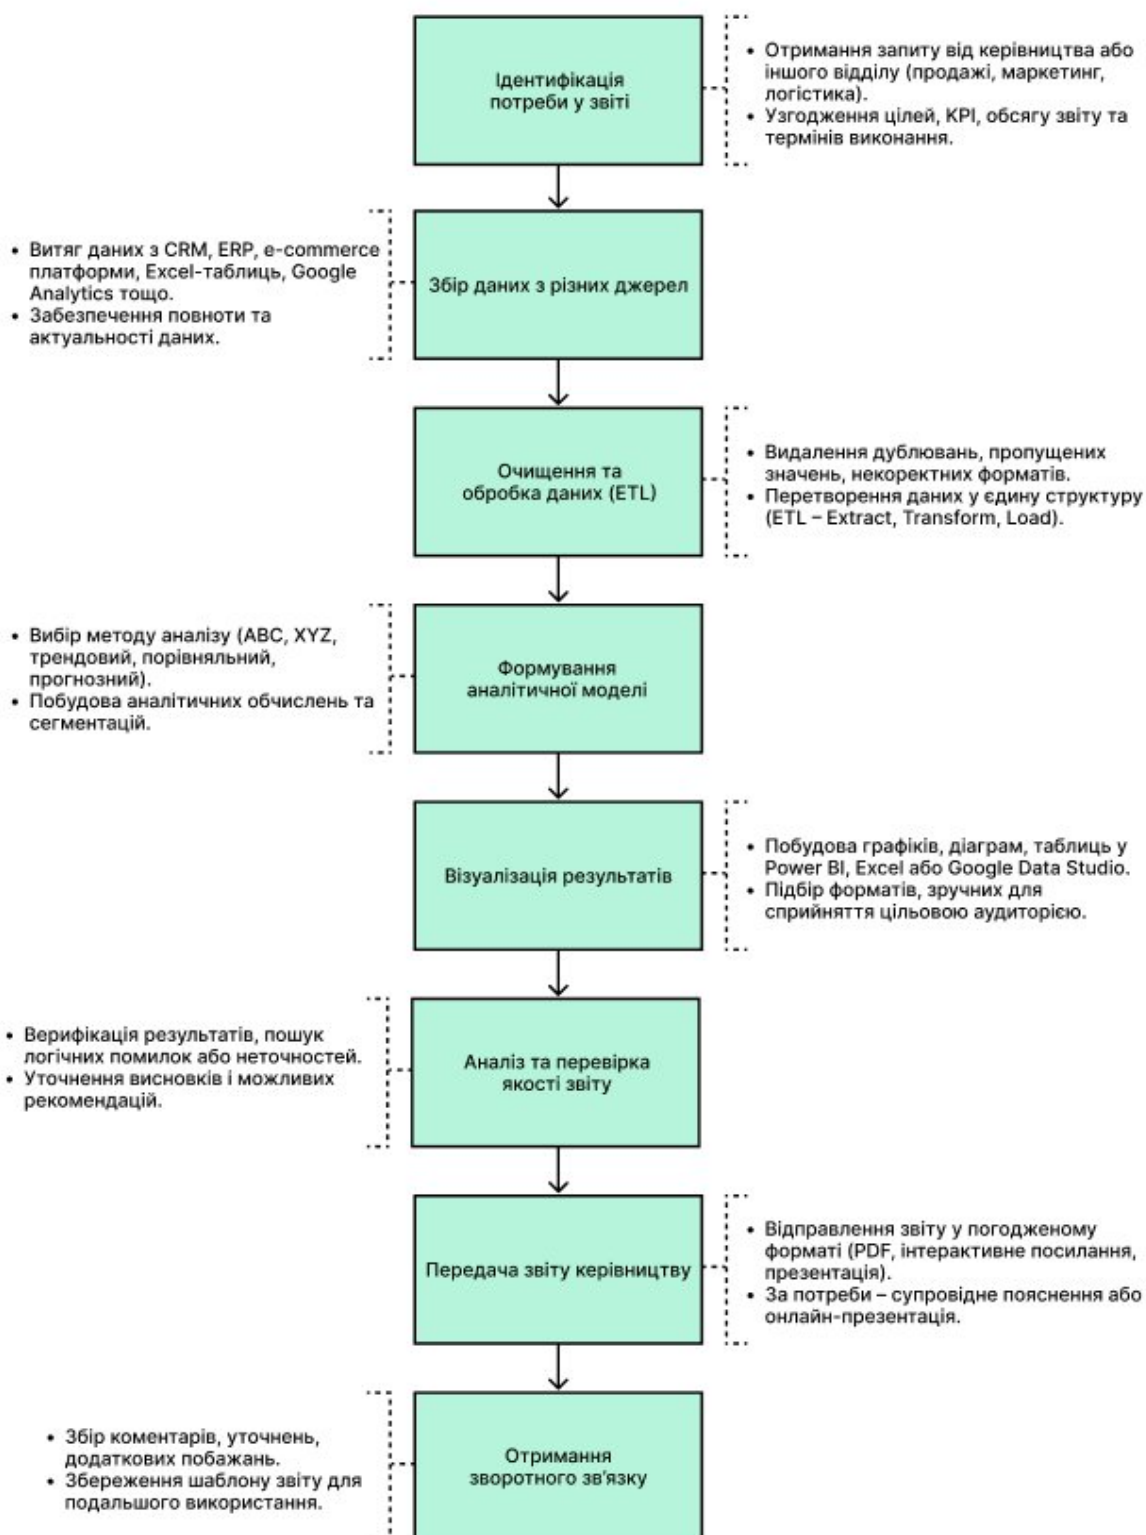 Ідентифікація
потреби у звіті
• Отримання запиту від керівництва або
іншого відділу (продажі, маркетинг,
логістика).
• Узгодження цілей, KPI, обсягу звіту та
термінів виконання.
Збір даних з різних джерел
• Витяг даних з CRM, ERP, e-commerce
платформи, Excel-таблиць, Google
Analytics тощо.
• Забезпечення повноти та
актуальності даних.
Очищення та
обробка даних (ETL)
• Видалення дублювань, пропущених
значень, некоректних форматів.
• Перетворення даних у єдину структуру
(ETL – Extract, Transform, Load).
Формування
аналітичної моделі
• Вибір методу аналізу (ABC, XYZ,
трендовий, порівняльний,
прогнозний).
• Побудова аналітичних обчислень та
сегментацій.
Візуалізація результатів
• Побудова графіків, діаграм, таблиць у
Power BI, Excel або Google Data Studio.
• Підбір форматів, зручних для
сприйняття цільовою аудиторією.
Аналіз та перевірка
якості звіту
• Верифікація результатів, пошук
логічних помилок або неточностей.
• Уточнення висновків і можливих
рекомендацій.
Передача звіту керівництву
• Відправлення звіту у погодженому
форматі (PDF, інтерактивне посилання,
презентація).
• За потреби – супровідне пояснення або
онлайн-презентація.
Отримання
зворотного зв'язку
• Збір коментарів, уточнень,
додаткових побажань.
• Збереження шаблону звіту для
подальшого використання.